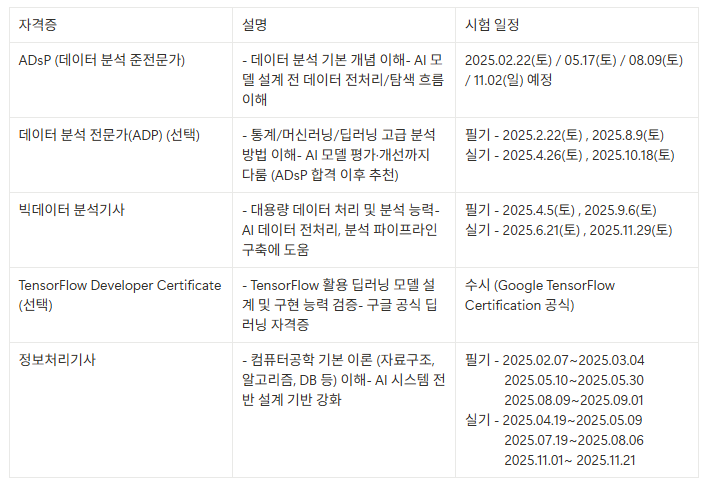 자격증 설명 시험 일정
ADsP (데이터 분석 준전문가)
- 데이터 분석 기본 개념 이해- AI 모
델 설계 전 데이터 전처리/탐색 흐름
이해
2025.02.22(토) / 05.17(토) / 08.09(토)
/ 11.02(일) 예정
데이터 분석 전문가(ADP) (선택)
- 통계/머신러닝/딥러닝 고급 분석
방법 이해- AI 모델 평가·개선까지
다룸 (ADsP 합격 이후 추천)
필기 - 2025.2.22(토) , 2025.8.9(토)
실기 - 2025.4.26(토) , 2025.10.18(토)
빅데이터 분석기사
- 대용량 데이터 처리 및 분석 능력-
AI 데이터 전처리, 분석 파이프라인
구축에 도움
필기 - 2025.4.5(토) , 2025.9.6(토)
실기 - 2025.6.21(토) , 2025.11.29(토)
TensorFlow Developer Certificate
(선택)
- TensorFlow 활용 딥러닝 모델 설
계 및 구현 능력 검증- 구글 공식 딥
러닝 자격증
수시 (Google TensorFlow
Certification 공식)
정보처리기사
- 컴퓨터공학 기본 이론 (자료구조,
알고리즘, DB 등) 이해- AI 시스템 전
반 설계 기반 강화
필기 - 2025.02.07~2025.03.04
2025.05.10~2025.05.30
2025.08.09~2025.09.01
실기 - 2025.04.19~2025.05.09
2025.07.19~2025.08.06
2025.11.01~ 2025.11.21